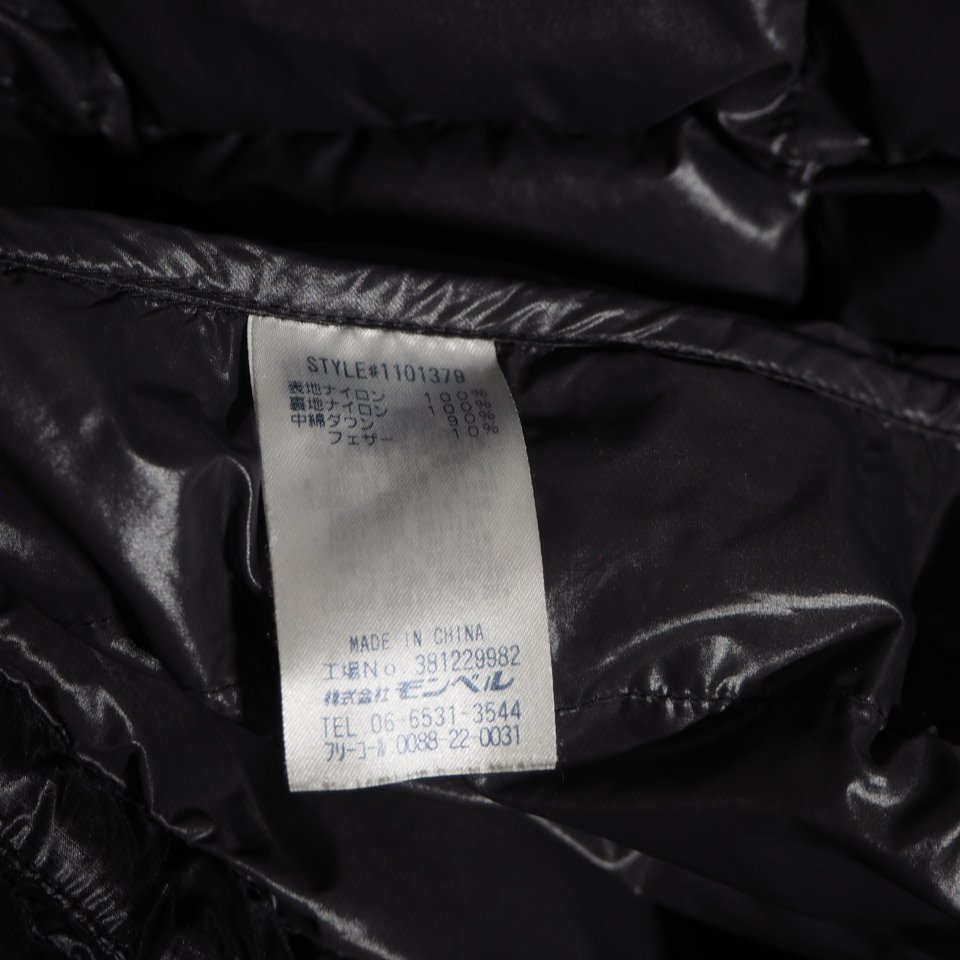 STYLE#1101379
表地ナイロン 100%
裏地ナイロン 100%
中綿ダウン 90%
フェザー 10%
MADE IN CHINA
工場No. 381229982
株式会社モンベル
TEL. 06-6531-3544
ﾌﾘｰｺｰﾙ 0088-22-0031